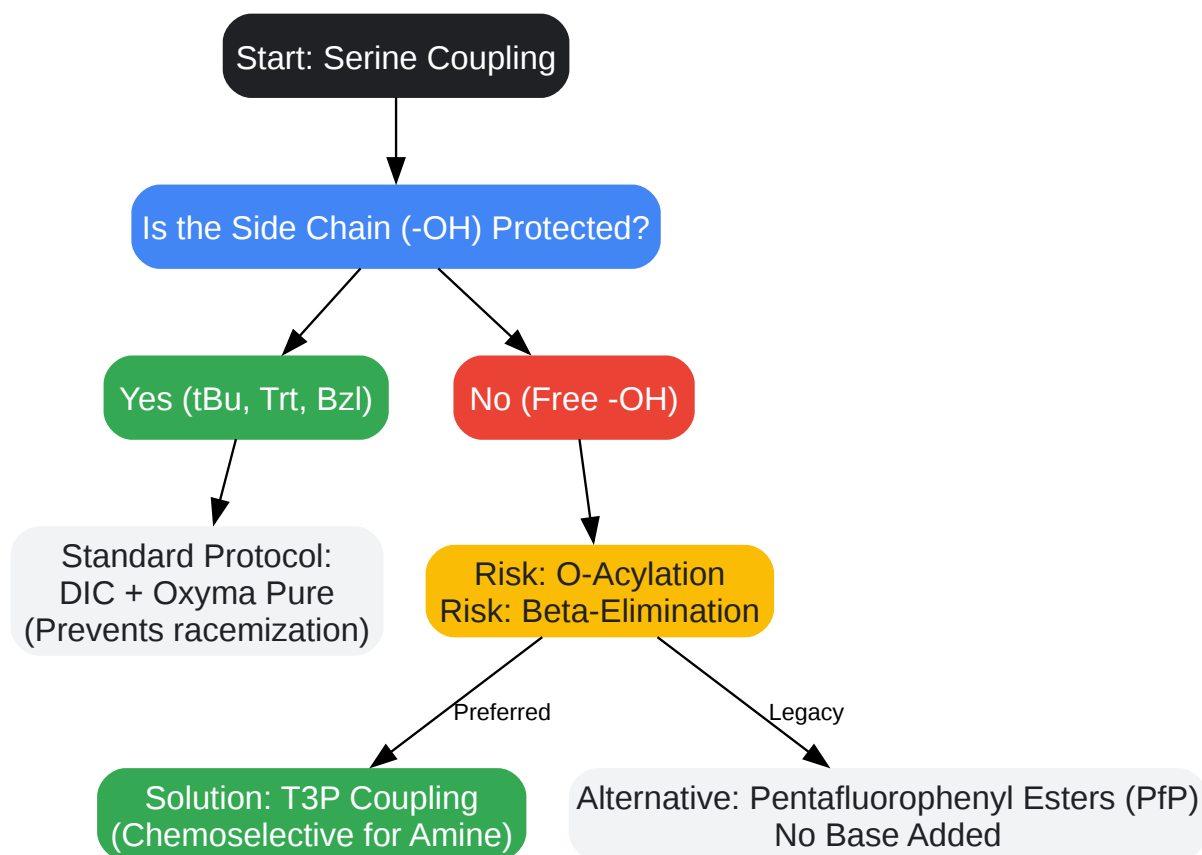 Start: Serine Coupling
Is the Side Chain (-OH) Protected?
Yes (tBu, Trt, Bzl)
No (Free -OH)
Standard Protocol:
DIC + Oxyma Pure
(Prevents racemization)
Risk: O-Acylation
Risk: Beta-Elimination
Preferred
Legacy
Solution: T3P Coupling
(Chemoselective for Amine)
Alternative: Pentafluorophenyl Esters (PfP)
No Base Added